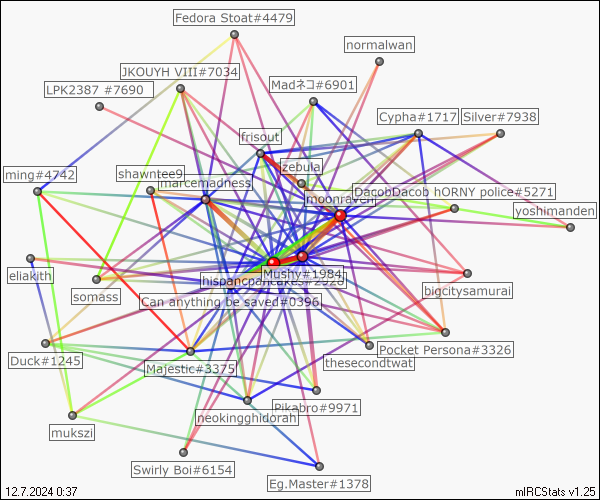 Fedora Stoat#4479
normalwan
JKOUYH VIII#7034
Madネコ#6901
LPK2387 #7690
Cypha#1717
Silver#7938
frisout
zebulai
ming#4742
shawntee9
marcemadness
moonraven
DacobDacob hORNY police#5271
yoshimanden
eliakith
Mushy#1984
hispancpancakes#2528
somass
bigcitysamurai
Can anything be saved#0396
Duck#1245
Majestic#3375
thesecondtwat
Pocket Persona#3326
neokingghidorah
Pikabro#9971
mukszi
Swirly Boi#6154
Eg.Master#1378
12.7.2024 0:37
mIRCStats v1.25